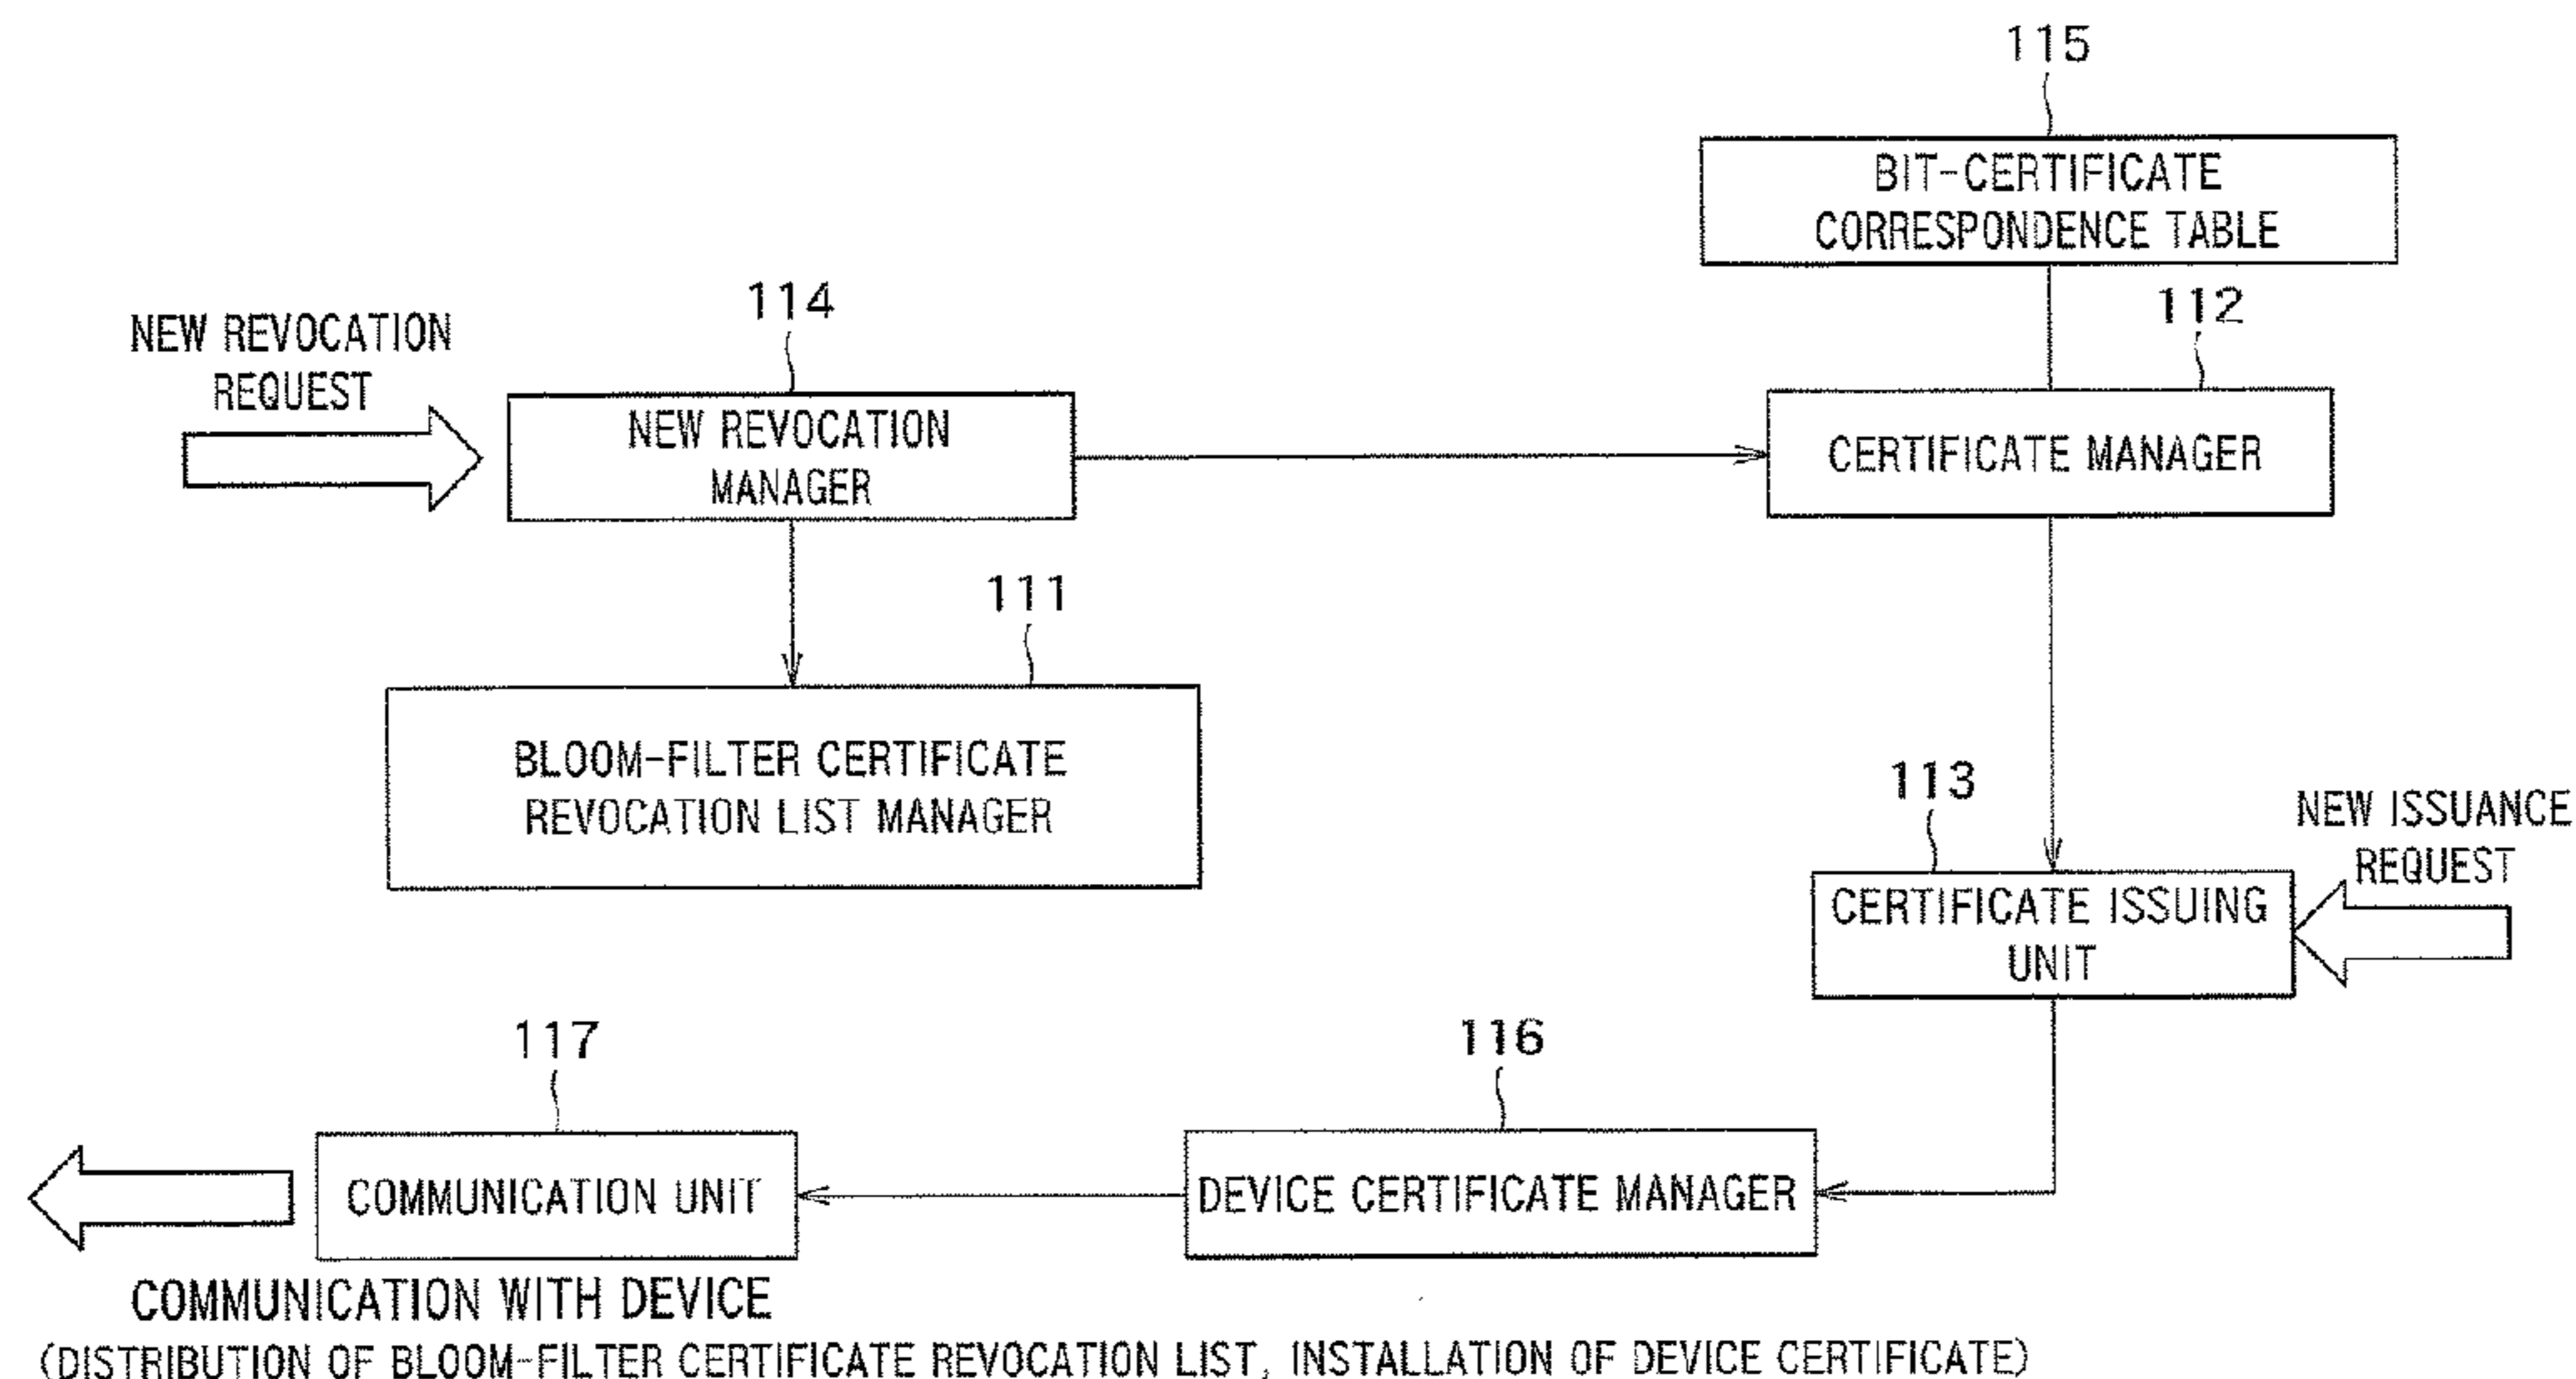 115
BIT-CERTIFICATE
CORRESPONDENCE TABLE
114
112
NEW REVOCATION
REQUEST
NEW REVOCATION
MANAGER
CERTIFICATE MANAGER
111
BLOOM-FILTER CERTIFICATE
REVOCATION LIST MANAGER
113
NEW ISSUANCE
REQUEST
CERTIFICATE ISSUING
UNIT
117
116
COMMUNICATION UNIT
DEVICE CERTIFICATE MANAGER
COMMUNICATION WITH DEVICE
(DISTRIBUTION OF BLOOM-FILTER CERTIFICATE REVOCATION LIST, INSTALLATION OF DEVICE CERTIFICATE)